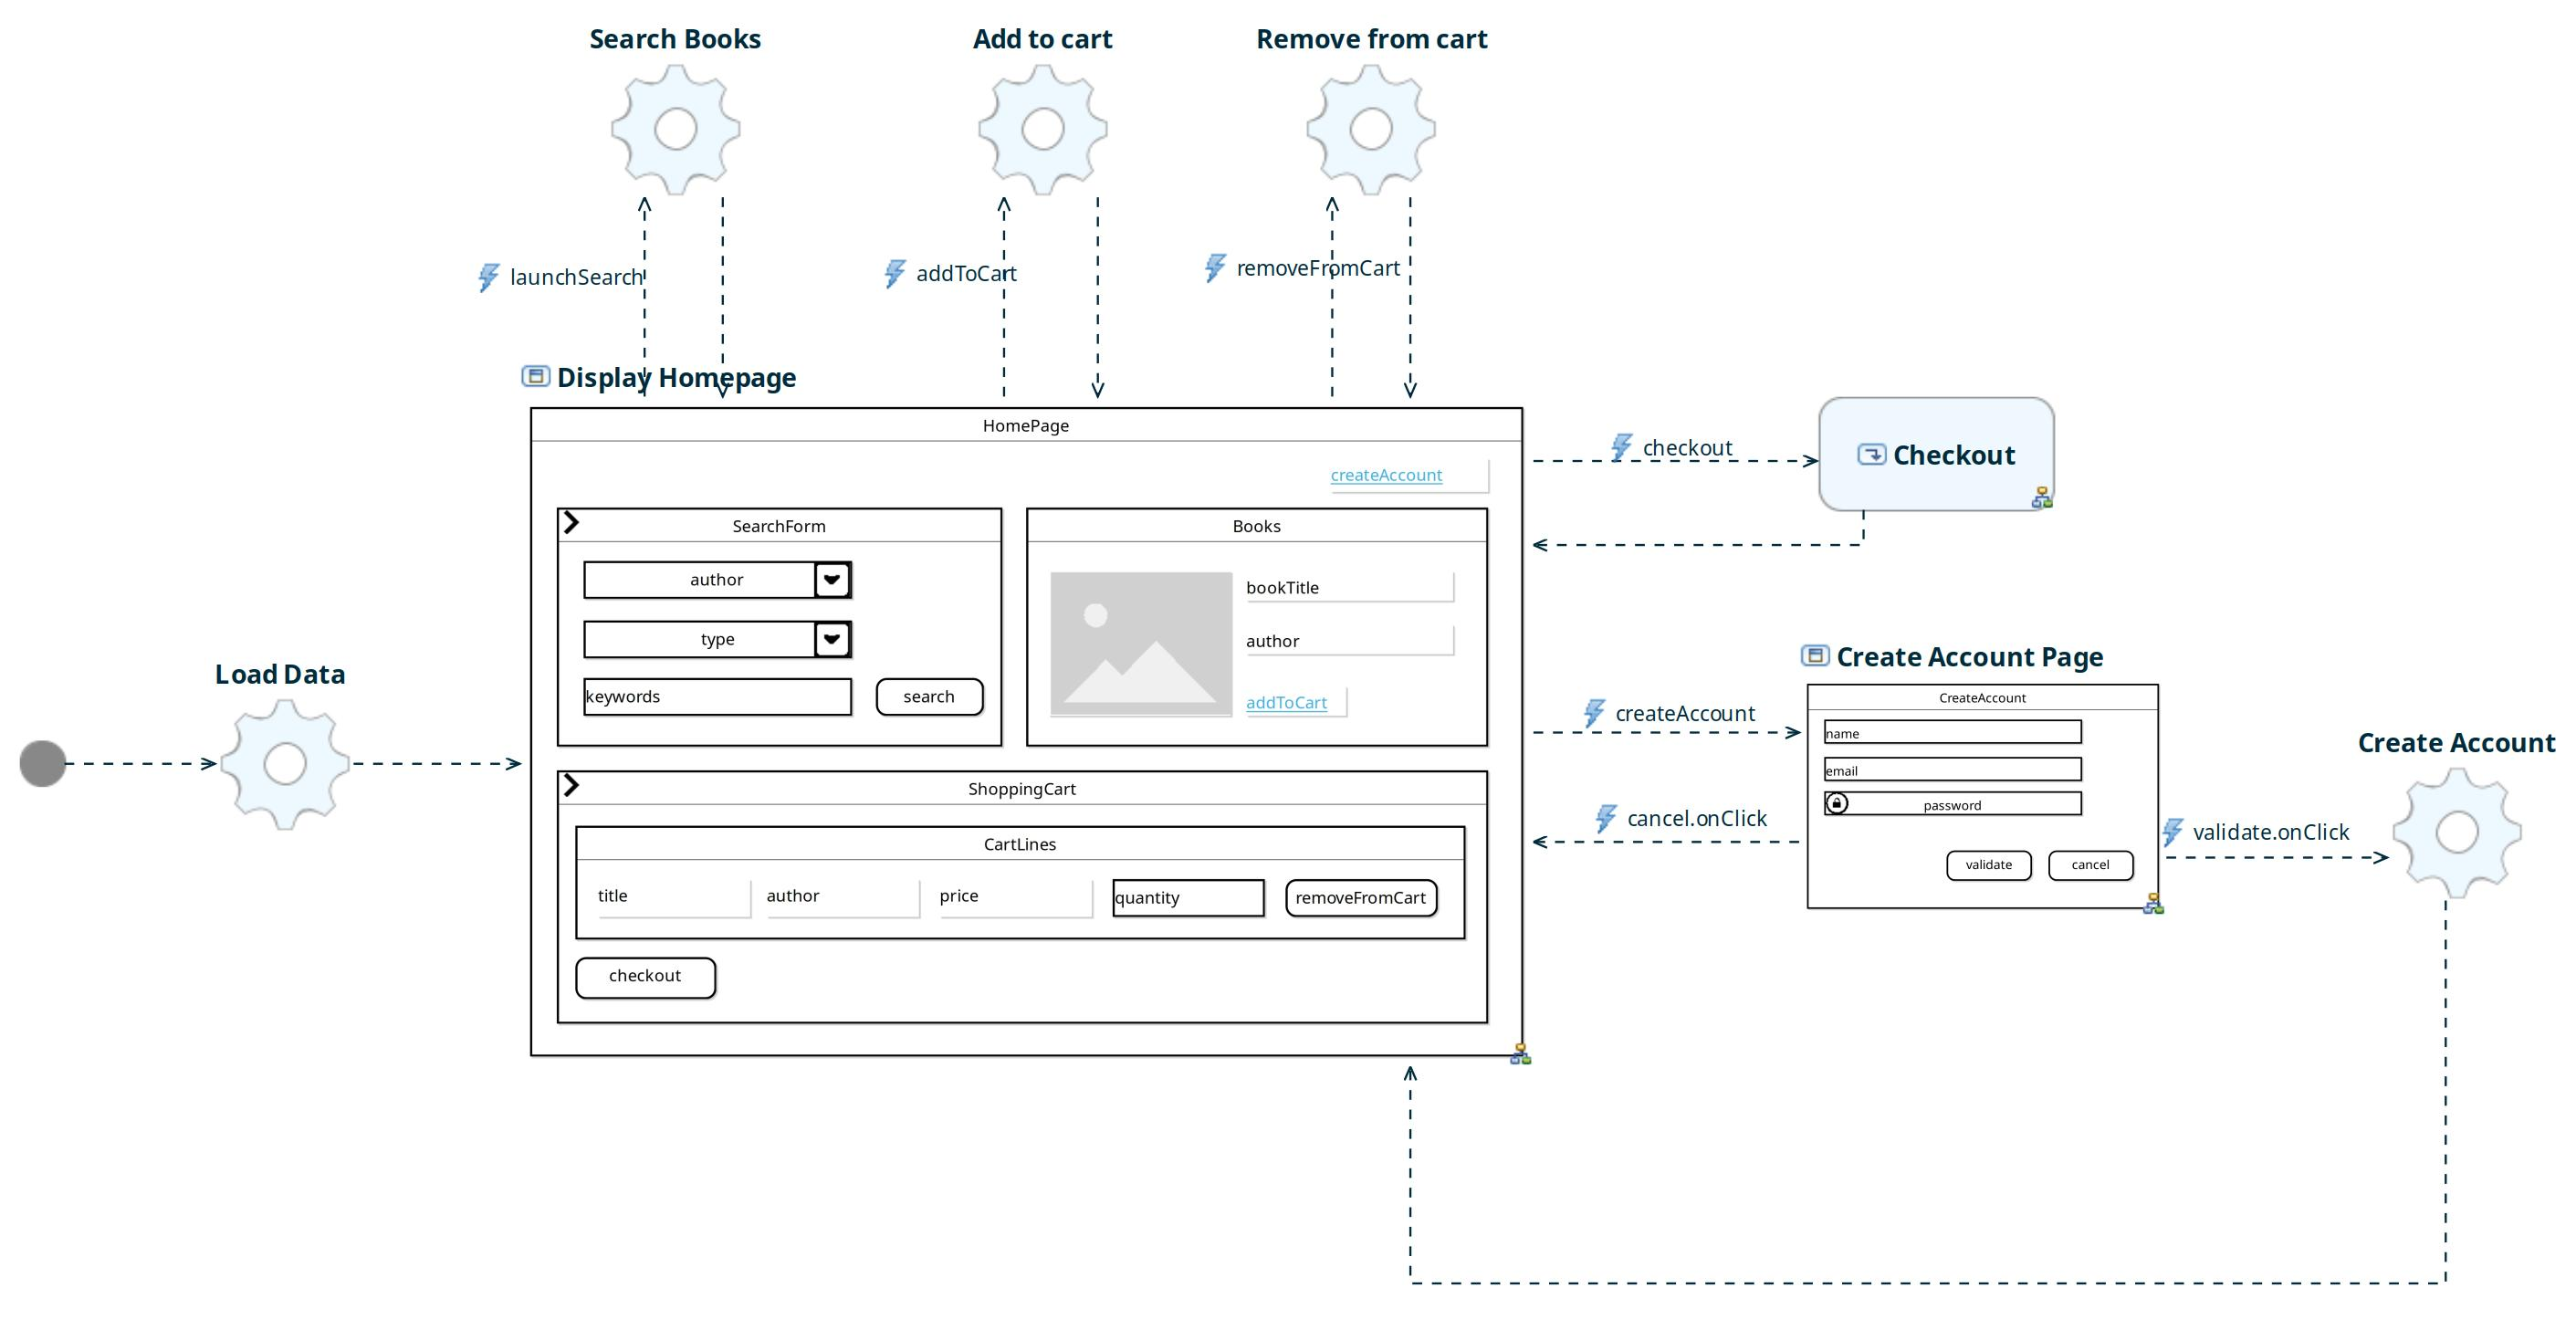 Search Books
Add to cart
Remove from cart
launchSearch
addToCart
removeFromCart
Display Homepage
HomePage
createAccount
SearchForm
author
type
keywords
search
Books
bookTitle
author
addToCart
ShoppingCart
CartLines
title
author
price
quantity
removeFromCart
checkout
checkout
Checkout
Load Data
createAccount
cancel.onClick
Create Account Page
CreateAccount
name
email
password
validate
cancel
validate.onClick
Create Account